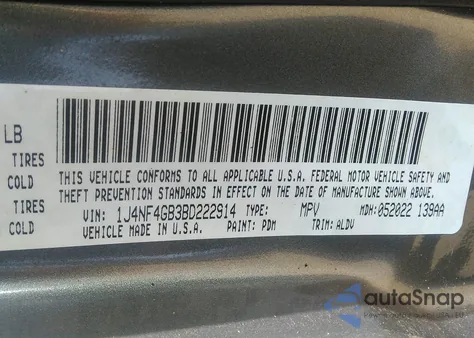 LB
TIRES
COLD
TIRES
COLD
THIS VEHICLE CONFORMS TO ALL APPLICABLE U.S.A. FEDERAL MOTOR VEHICLE SAFETY AND
THEFT PREVENTION STANDARDS IN EFFECT ON THE DATE OF MANUFACTURE SHOWN ABOVE.
VIN: 1J4NF4GB3BD222914 TYPE: MPV MDH: 052022 139AA
VEHICLE MADE IN U.S.A. PAINT: PDM TRIM: ALDV
autoSnap